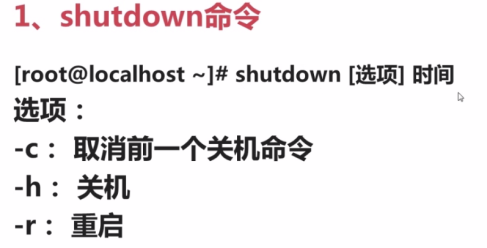 1、shutdown命令
[root@localhost ~]# shutdown [选项] 时间
选项：
-c： 取消前一个关机命令
-h： 关机
-r： 重启